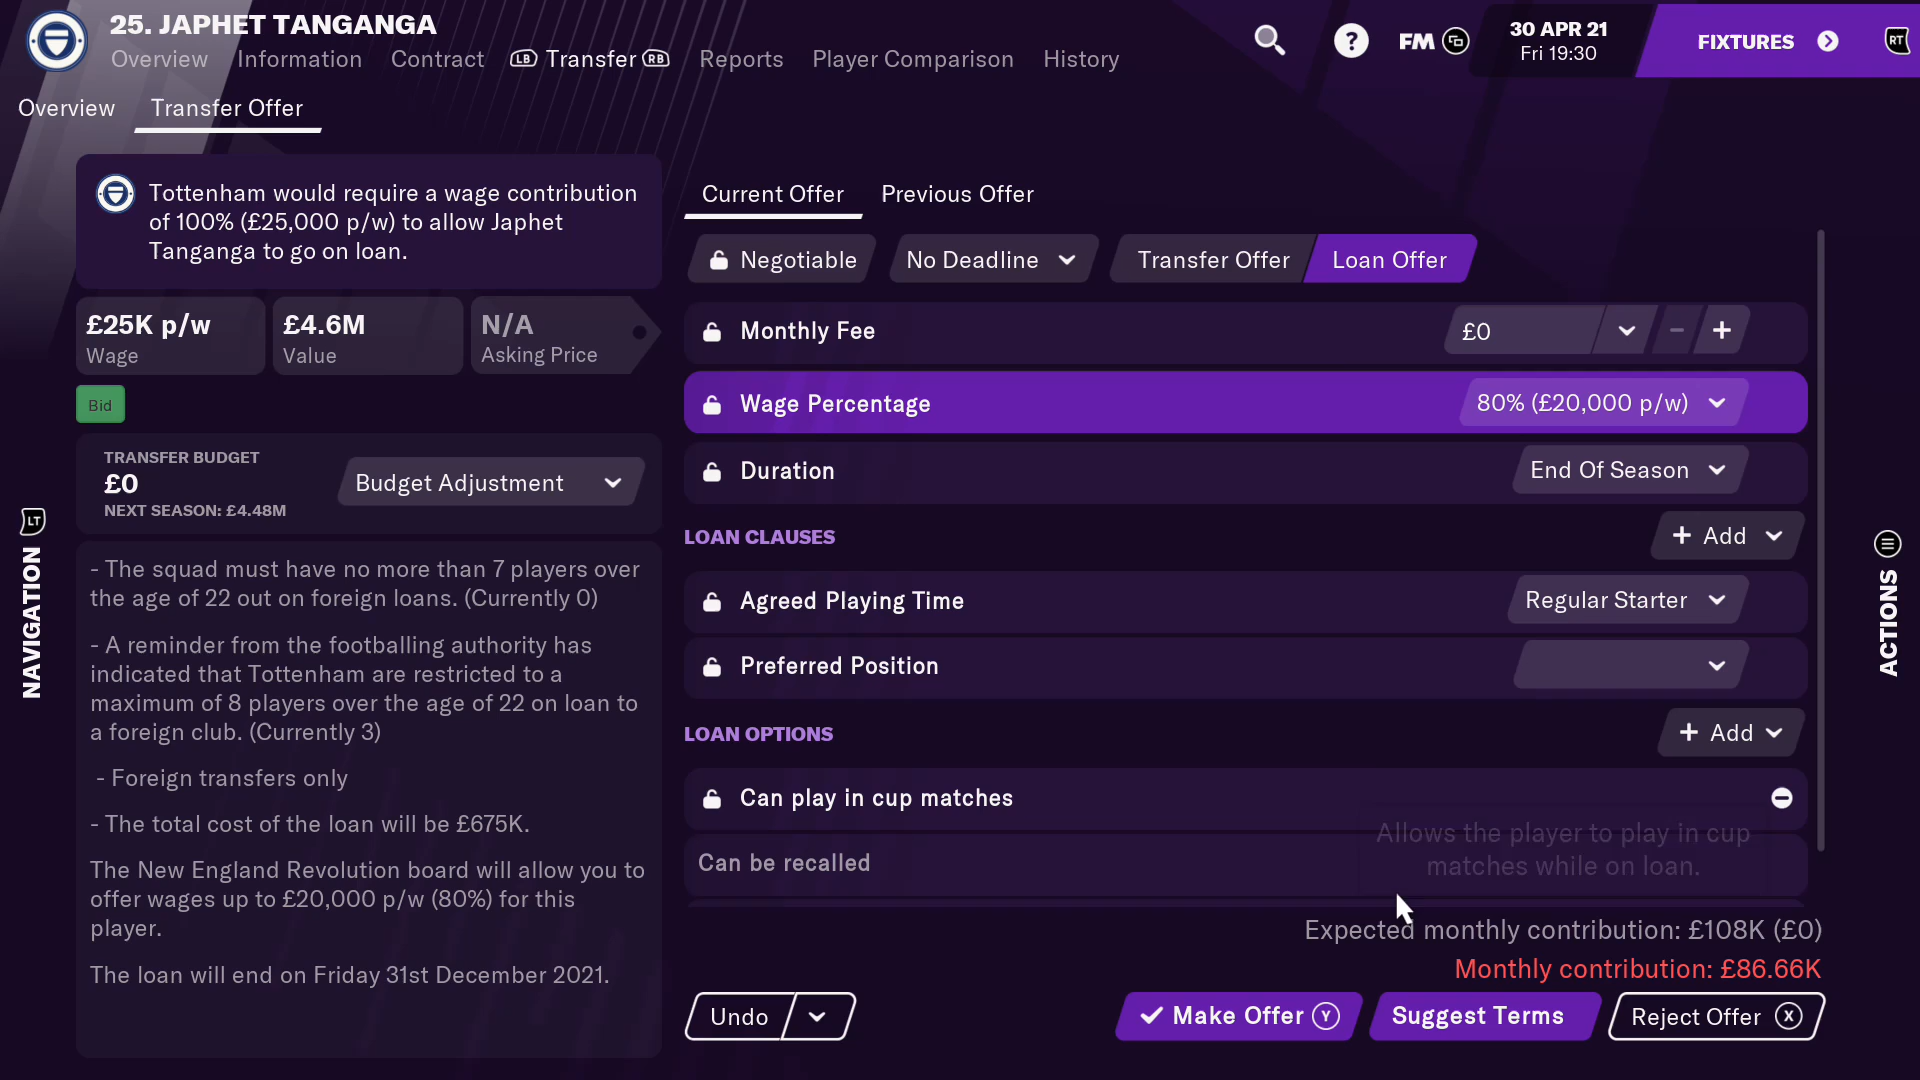 25. JAPHET TANGANGA
Overview Information Contract LB Transfer RB Reports Player Comparison History
? FM
30 APR 21
Fri 19:30
FIXTURES RT
Overview Transfer Offer
Tottenham would require a wage contribution
of 100% (£25,000 p/w) to allow Japhet
Tanganga to go on loan.
£25K p/w
Wage
£4.6M
Value
N/A
Asking Price
Bid
TRANSFER BUDGET
£0
NEXT SEASON: £4.48M
Budget Adjustment
- The squad must have no more than 7 players over
the age of 22 out on foreign loans. (Currently 0)
- A reminder from the footballing authority has
indicated that Tottenham are restricted to a
maximum of 8 players over the age of 22 on loan to
a foreign club. (Currently 3)
- Foreign transfers only
- The total cost of the loan will be £675K.
The New England Revolution board will allow you to
offer wages up to £20,000 p/w (80%) for this
player.
The loan will end on Friday 31st December 2021.
LT
NAVIGATION
Current Offer Previous Offer
Negotiable No Deadline Transfer Offer Loan Offer
Monthly Fee £0 - +
Wage Percentage 80% (£20,000 p/w)
Duration End Of Season
LOAN CLAUSES + Add
Agreed Playing Time Regular Starter
Preferred Position
LOAN OPTIONS + Add
Can play in cup matches
Allows the player to play in cup
matches while on loan.
Can be recalled
Expected monthly contribution: £108K (£0)
Monthly contribution: £86.66K
Undo Make Offer Y Suggest Terms Reject Offer X
ACTIONS